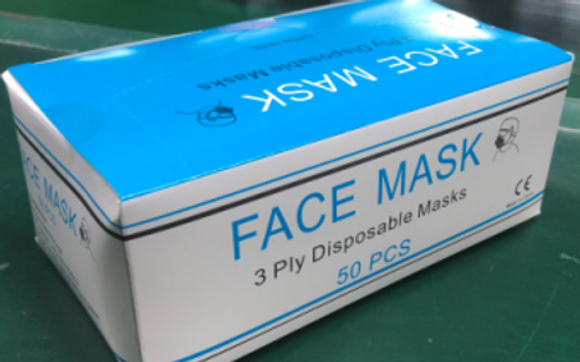 3 Ply Disposable Masks
FACE MASK
FACE MASK
FACE MASK
3 Ply Disposable Masks
50 PCS
CE